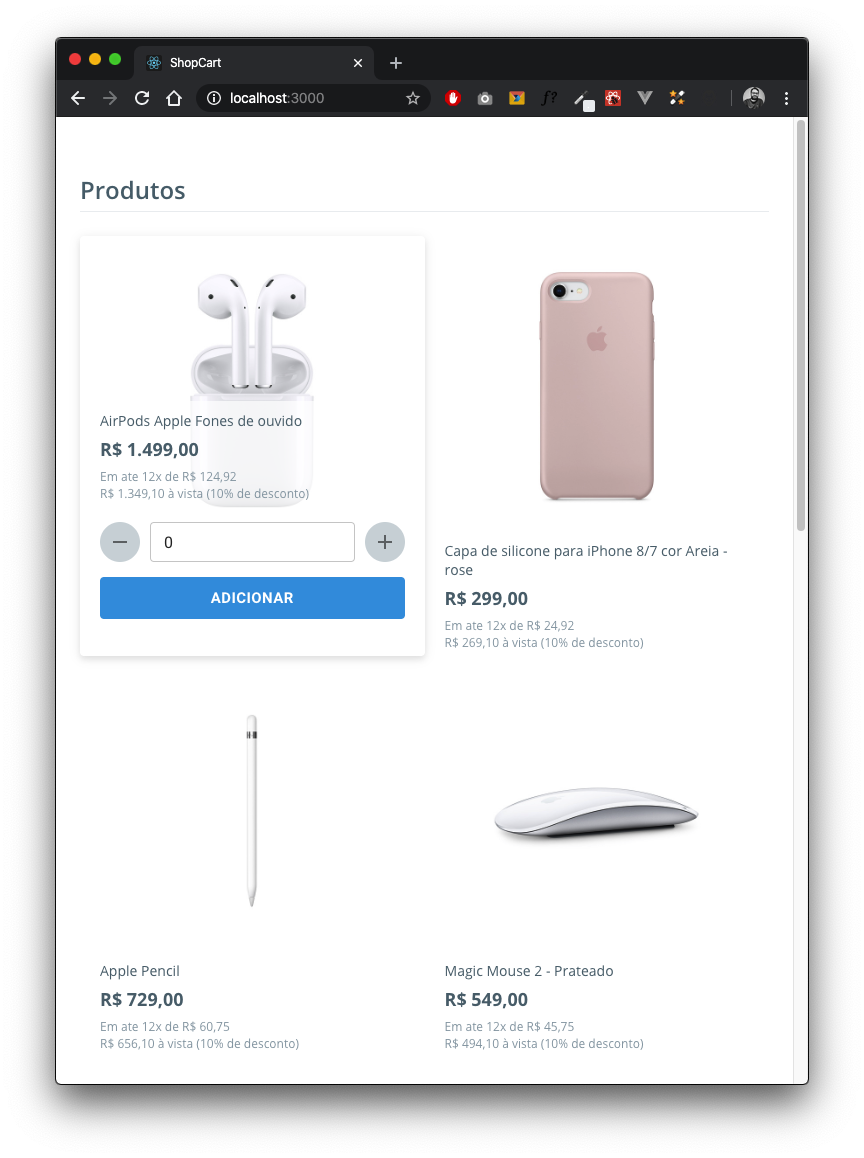 ShopCart
localhost:3000
f?
Produtos
AirPods Apple Fones de ouvido
R$ 1.499,00
Em ate 12x de R$ 124,92
R$ 1.349,10 à vista (10% de desconto)
0
ADICIONAR
Capa de silicone para iPhone 8/7 cor Areia -
rose
R$ 299,00
Em ate 12x de R$ 24,92
R$ 269,10 à vista (10% de desconto)
Apple Pencil
R$ 729,00
Em ate 12x de R$ 60,75
R$ 656,10 à vista (10% de desconto)
Magic Mouse 2 - Prateado
R$ 549,00
Em ate 12x de R$ 45,75
R$ 494,10 à vista (10% de desconto)